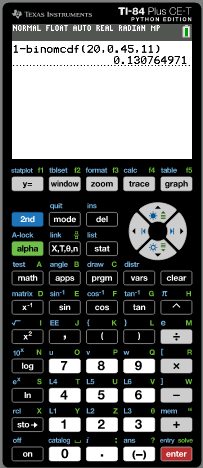 TEXAS INSTRUMENTS TI-84 Plus CE-T
PYTHON EDITION
NORMAL FLOAT AUTO REAL RADIAN MP
1-binomcdf(20,0.45,11)
0.130764971
statplot f1 tblset f2 format f3 calc f4 table f5
y= window zoom trace graph
quit ins
2nd mode del
A-lock link list
alpha X,T,θ,n stat
test A angle B draw C distr
math apps prgm vars clear
matrix D sin⁻¹ E cos⁻¹ F tan⁻¹ G π H
x⁻¹ sin cos tan ^
√ I EE J { K } L e M
x² , ( ) ÷
10ˣ N u O v P w Q [ R
log 7 8 9 ×
eˣ S L4 T L5 U L6 V ] W
ln 4 5 6 −
rcl X L1 Y L2 Z L3 θ mem "
sto→ 1 2 3 +
off catalog ⎵ i : ans ? entry solve
on 0 . (−) enter